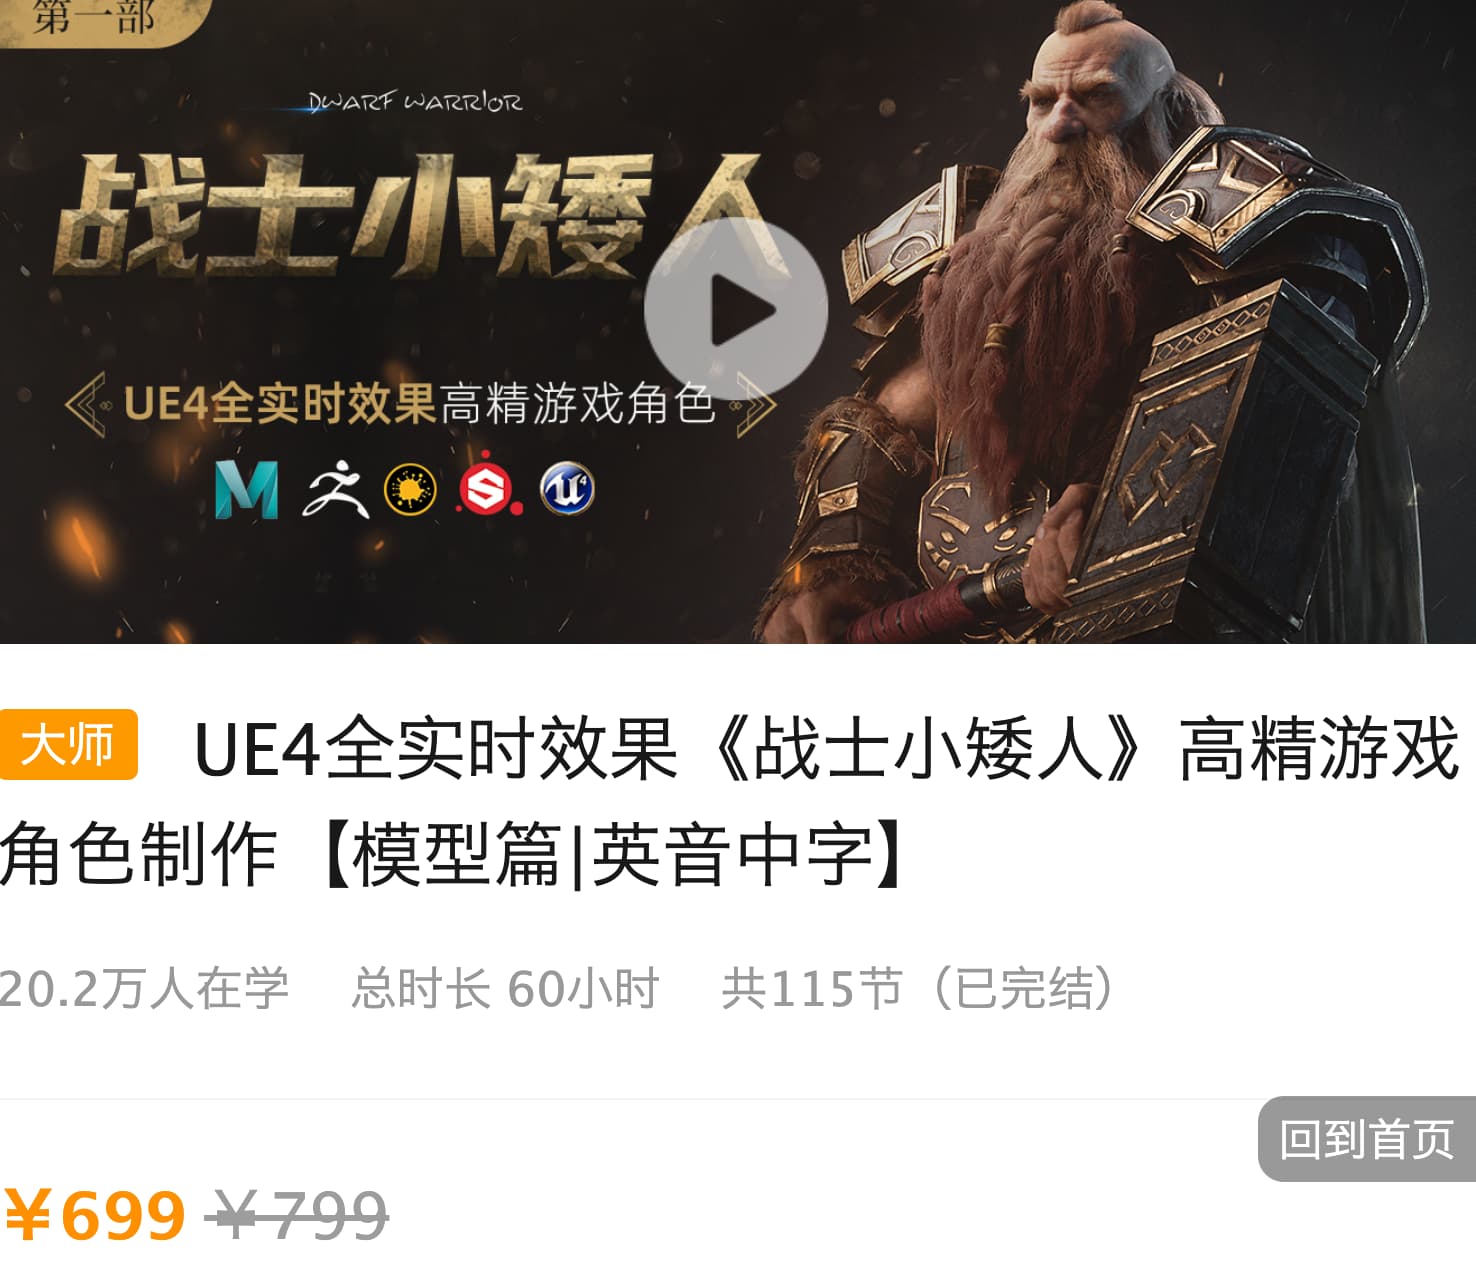 第一部
DWARF WARRIOR
战士小矮人
UE4全实时效果高精游戏角色
大师 UE4全实时效果《战士小矮人》高精游戏
角色制作【模型篇|英音中字】
20.2万人在学 总时长 60小时 共115节（已完结）
回到首页
¥699 ¥799